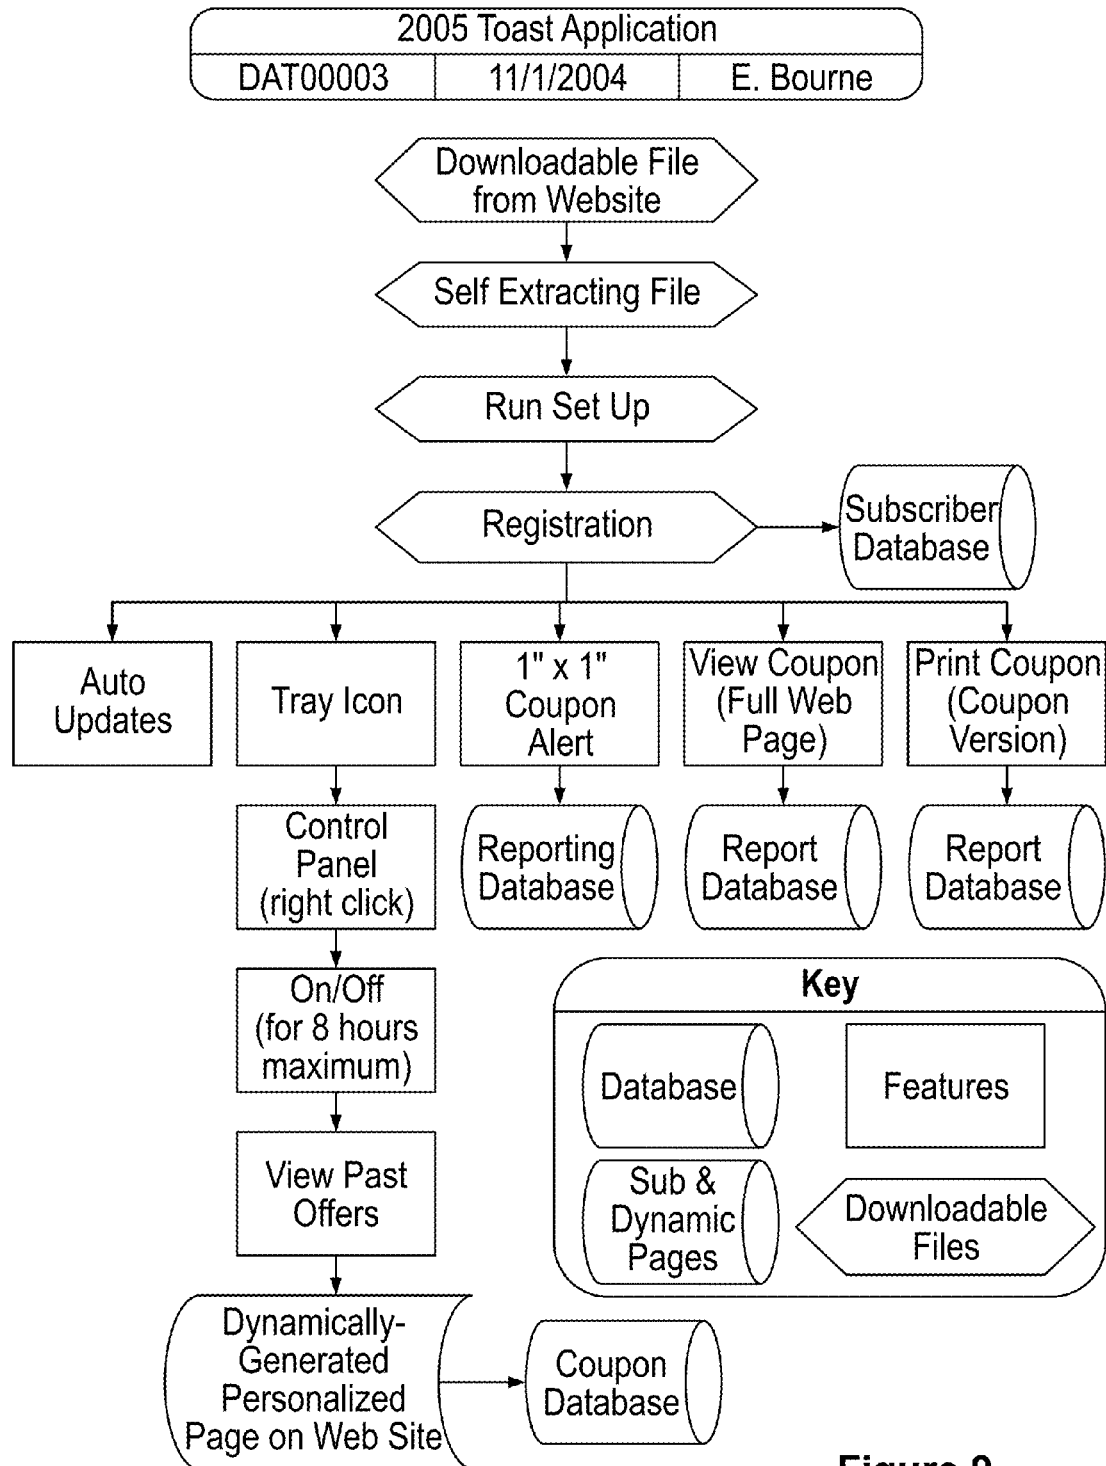 2005 Toast Application
DAT00003
11/1/2004
E. Bourne
Downloadable File
from Website
Self Extracting File
Run Set Up
Registration
Subscriber
Database
Auto
Updates
Tray Icon
1" x 1"
Coupon
Alert
View Coupon
(Full Web
Page)
Print Coupon
(Coupon
Version)
Control
Panel
(right click)
Reporting
Database
Report
Database
Report
Database
On/Off
(for 8 hours
maximum)
View Past
Offers
Dynamically-
Generated
Personalized
Page on Web Site
Coupon
Database
Key
Database
Features
Sub &
Dynamic
Pages
Downloadable
Files